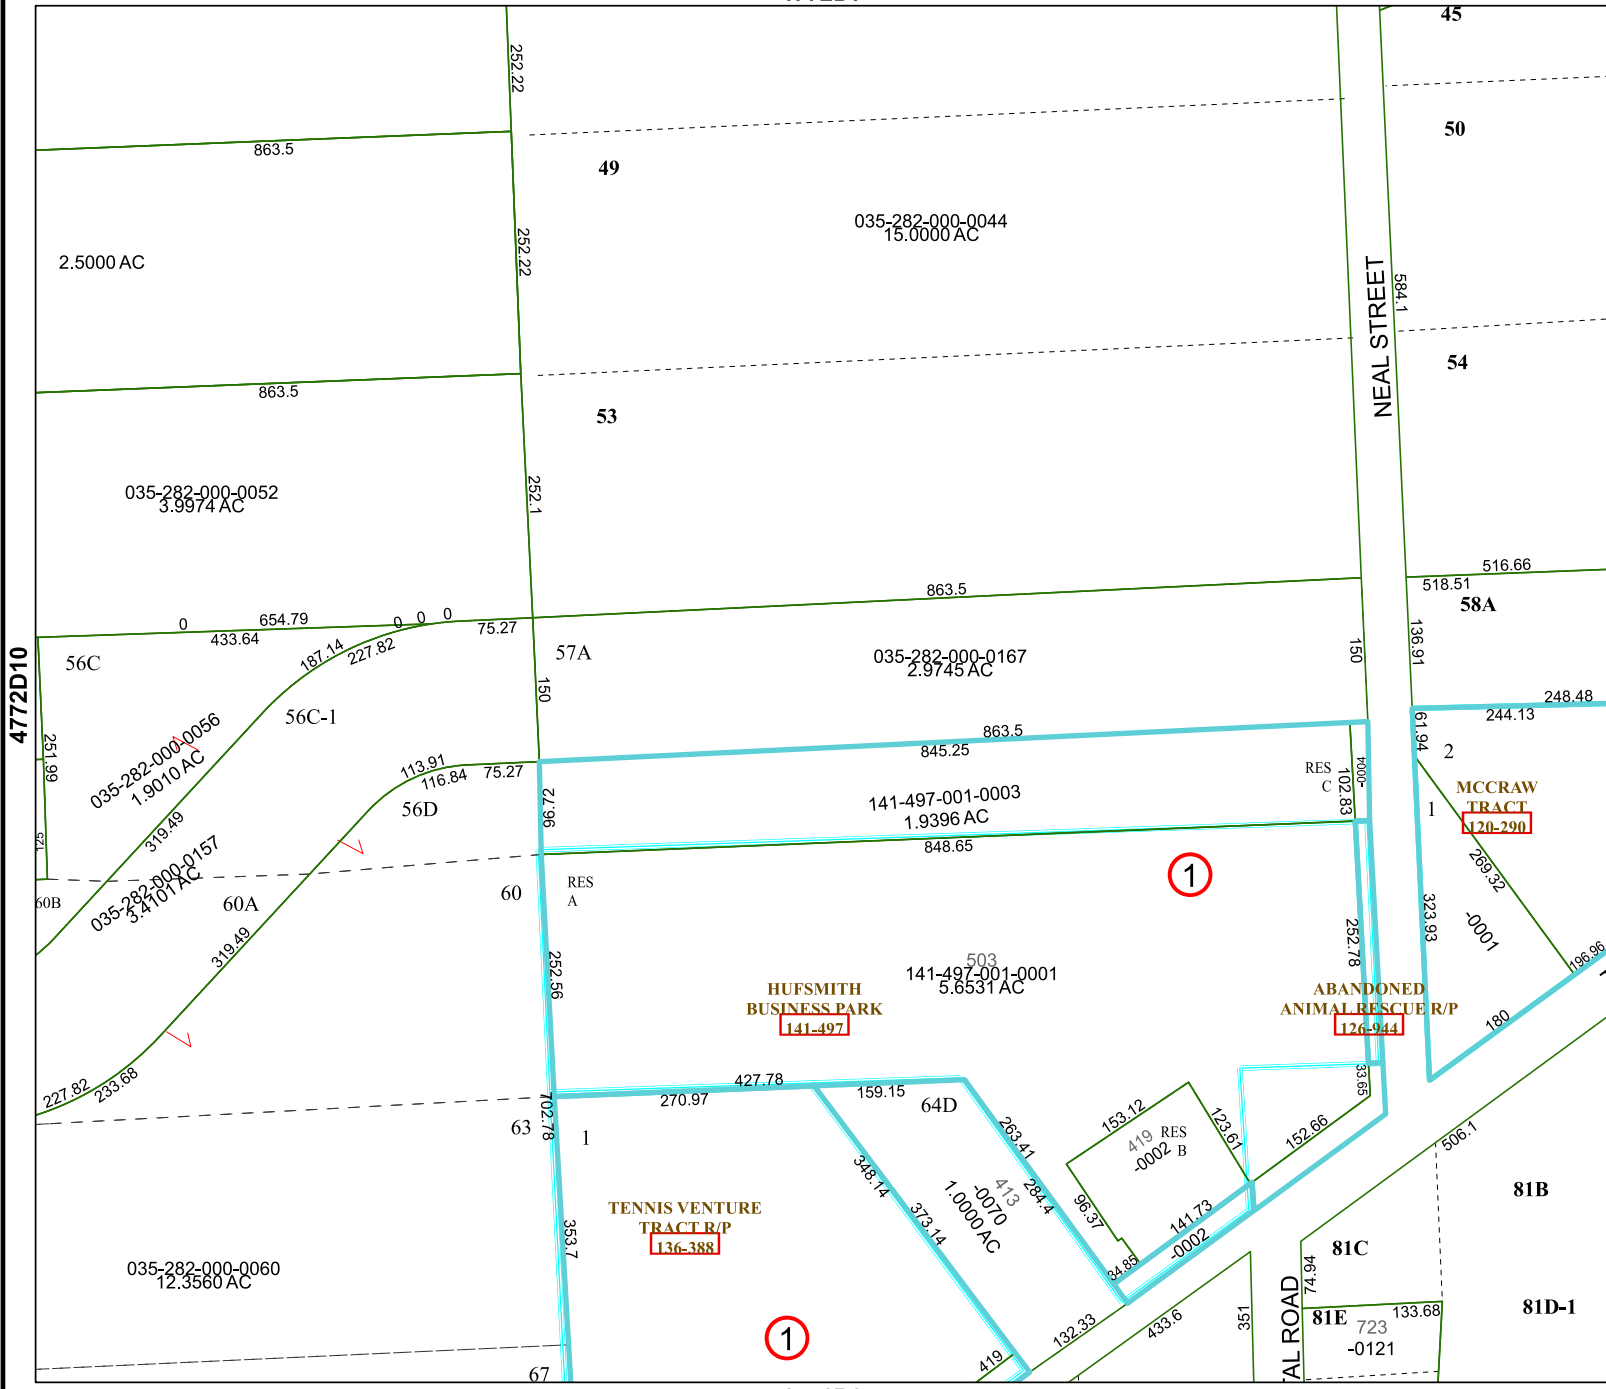 45
252.22
50
863.5
49
035-282-000-0044
15.0000 AC
252.22
2.5000 AC
NEAL STREET
584.1
54
863.5
53
252.1
035-282-000-0052
3.9974 AC
516.66
518.51
863.5
58A
0
654.79
0
0
0
433.64
75.27
136.91
187.14
227.82
57A
150
56C
035-282-000-0167
2.9745 AC
4772D10
150
248.48
244.13
56C-1
61.94
863.5
845.25
2
251.99
035-282-000-0056
1.9010 AC
113.91
116.84
75.27
RES
C
102.83
-0004
MCCRAW
TRACT
120-290
1
56D
96.72
141-497-001-0003
1.9396 AC
319.49
125
848.65
269.32
1
035-282-000-0157
3.4101 AC
60B
60A
60
RES
A
323.93
-0001
252.78
319.49
252.56
503
141-497-001-0001
5.6531 AC
196.96
HUFSMITH
BUSINESS PARK
141-497
ABANDONED
ANIMAL RESCUE R/P
126-944
180
227.82
233.68
427.78
270.97
159.15
33.65
702.78
64D
63
1
153.12
123.61
152.66
263.41
419
-0002
RES
B
506.1
348.14
413
-0070
1.0000 AC
284.4
81B
96.37
TENNIS VENTURE
TRACT R/P
136-388
353.7
373.14
141.73
-0002
81C
035-282-000-0060
12.3560 AC
34.85
74.94
81D-1
1
132.33
433.6
351
AL ROAD
81E
133.68
723
-0121
419
67